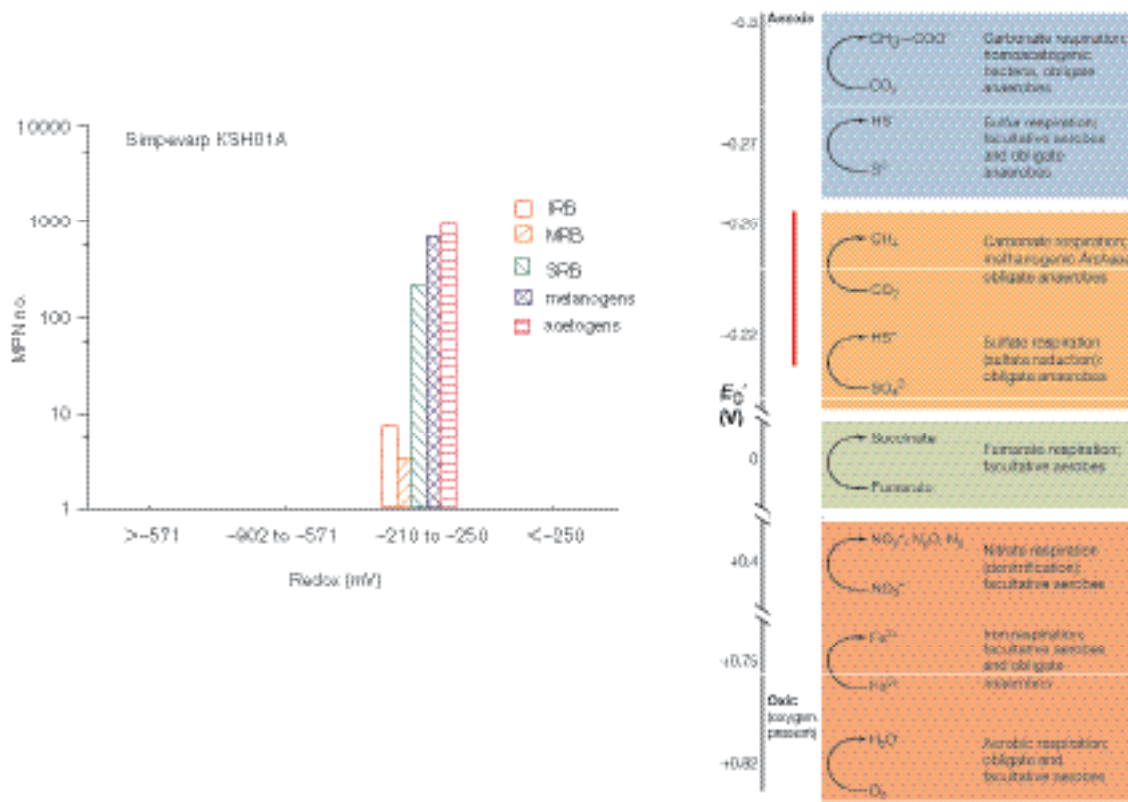 Simpevarp KSH01A
10000
1000
100
10
1
MPN no.
IRB
MRB
SRB
metanogens
acetogens
>−571
−902 to −571
−210 to −250
<−250
Redox (mV)
Anoxic
−0.3
−0.27
−0.25
−0.22
E₀′
(V)
0
+0.4
+0.75
+0.82
Oxic
(oxygen
present)
CO₂
Carbonate respiration;
homoacetogenic
bacteria, obligate
anaerobes
HS
S⁰
Sulfur respiration;
facultative aerobes
and obligate
anaerobes
CH₄
CO₂
Carbonate respiration;
methanogenic Archaea
obligate anaerobes
HS⁻
SO₄²⁻
Sulfate respiration
(sulfate reduction);
obligate anaerobes
Succinate
Fumarate
Fumarate respiration;
facultative aerobes
NO₂⁻, N₂O, N₂
NO₃⁻
Nitrate respiration
(denitrification);
facultative aerobes
Fe²⁺
Iron respiration;
facultative aerobes
and obligate
anaerobes
H₂O
O₂
Aerobic respiration;
obligate and
facultative aerobes